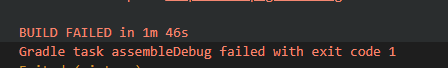 BUILD FAILED in 1m 46s
Gradle task assembleDebug failed with exit code 1